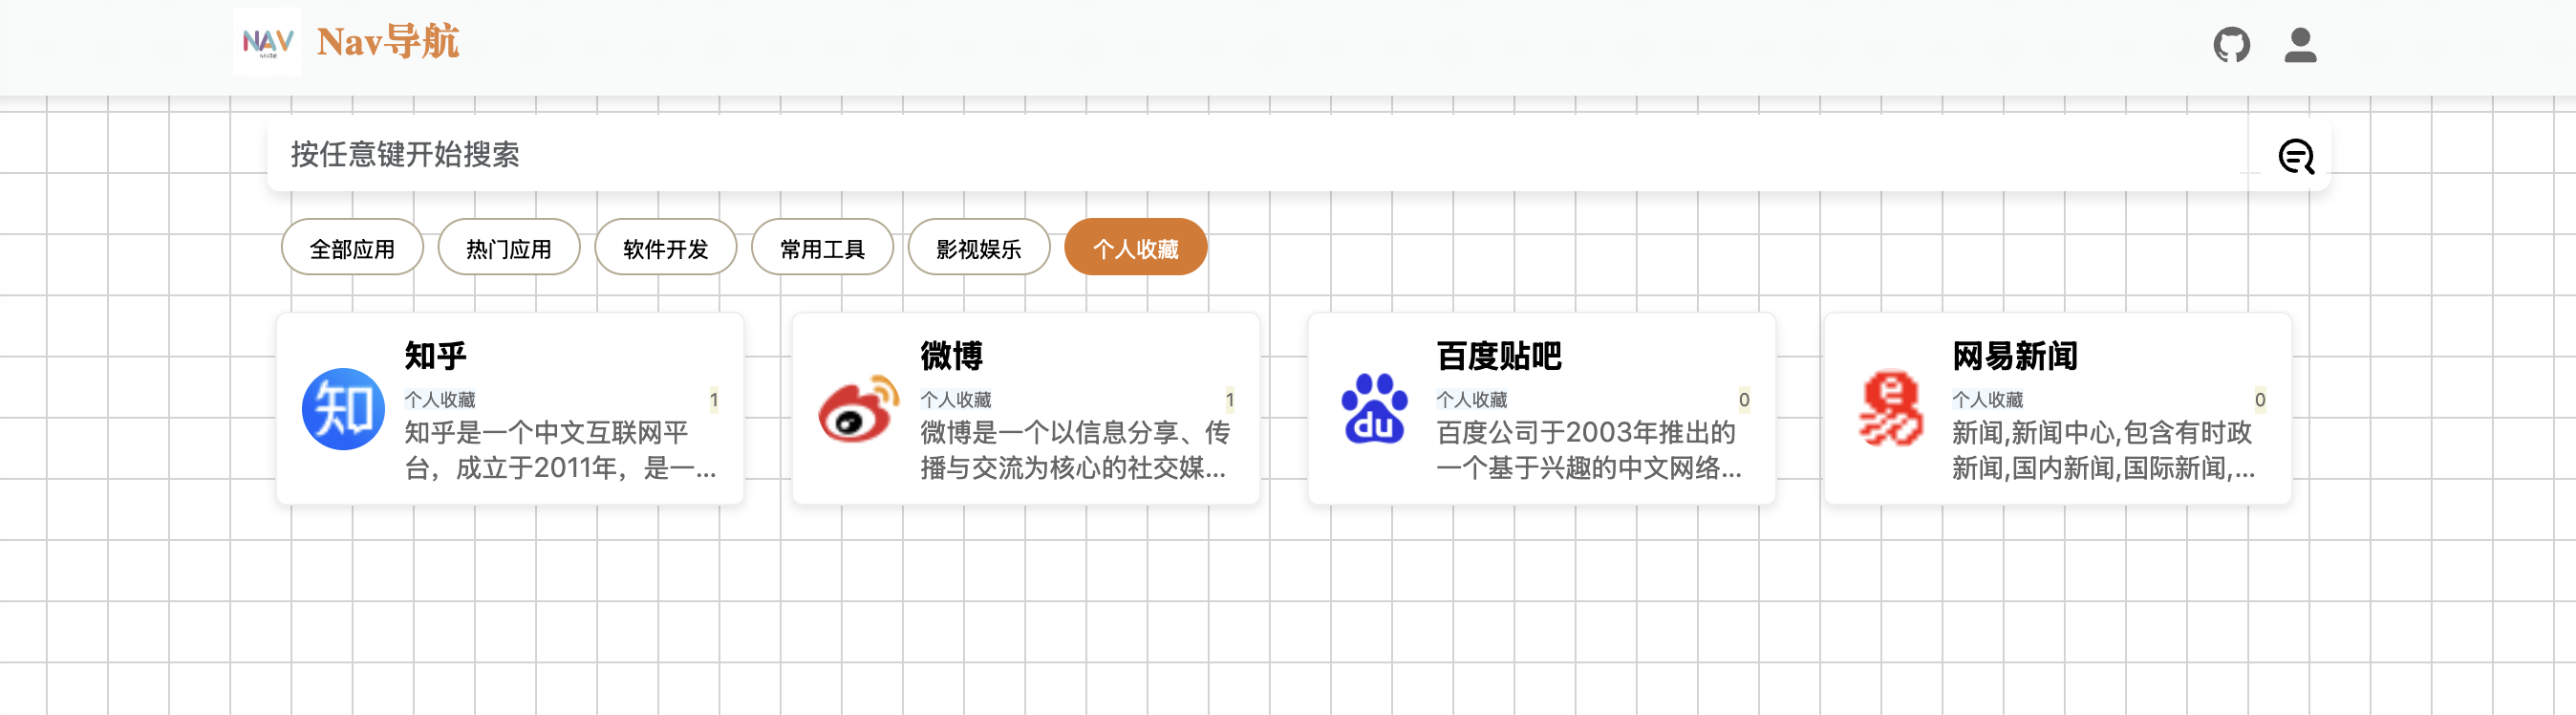 NAV
Nav导航
按任意键开始搜索
全部应用 热门应用 软件开发 常用工具 影视娱乐 个人收藏
知乎
知
个人收藏 1
知乎是一个中文互联网平
台，成立于2011年，是一...
微博
个人收藏 1
微博是一个以信息分享、传
播与交流为核心的社交媒...
百度贴吧
du
个人收藏 0
百度公司于2003年推出的
一个基于兴趣的中文网络...
网易新闻
个人收藏 0
新闻,新闻中心,包含有时政
新闻,国内新闻,国际新闻,...